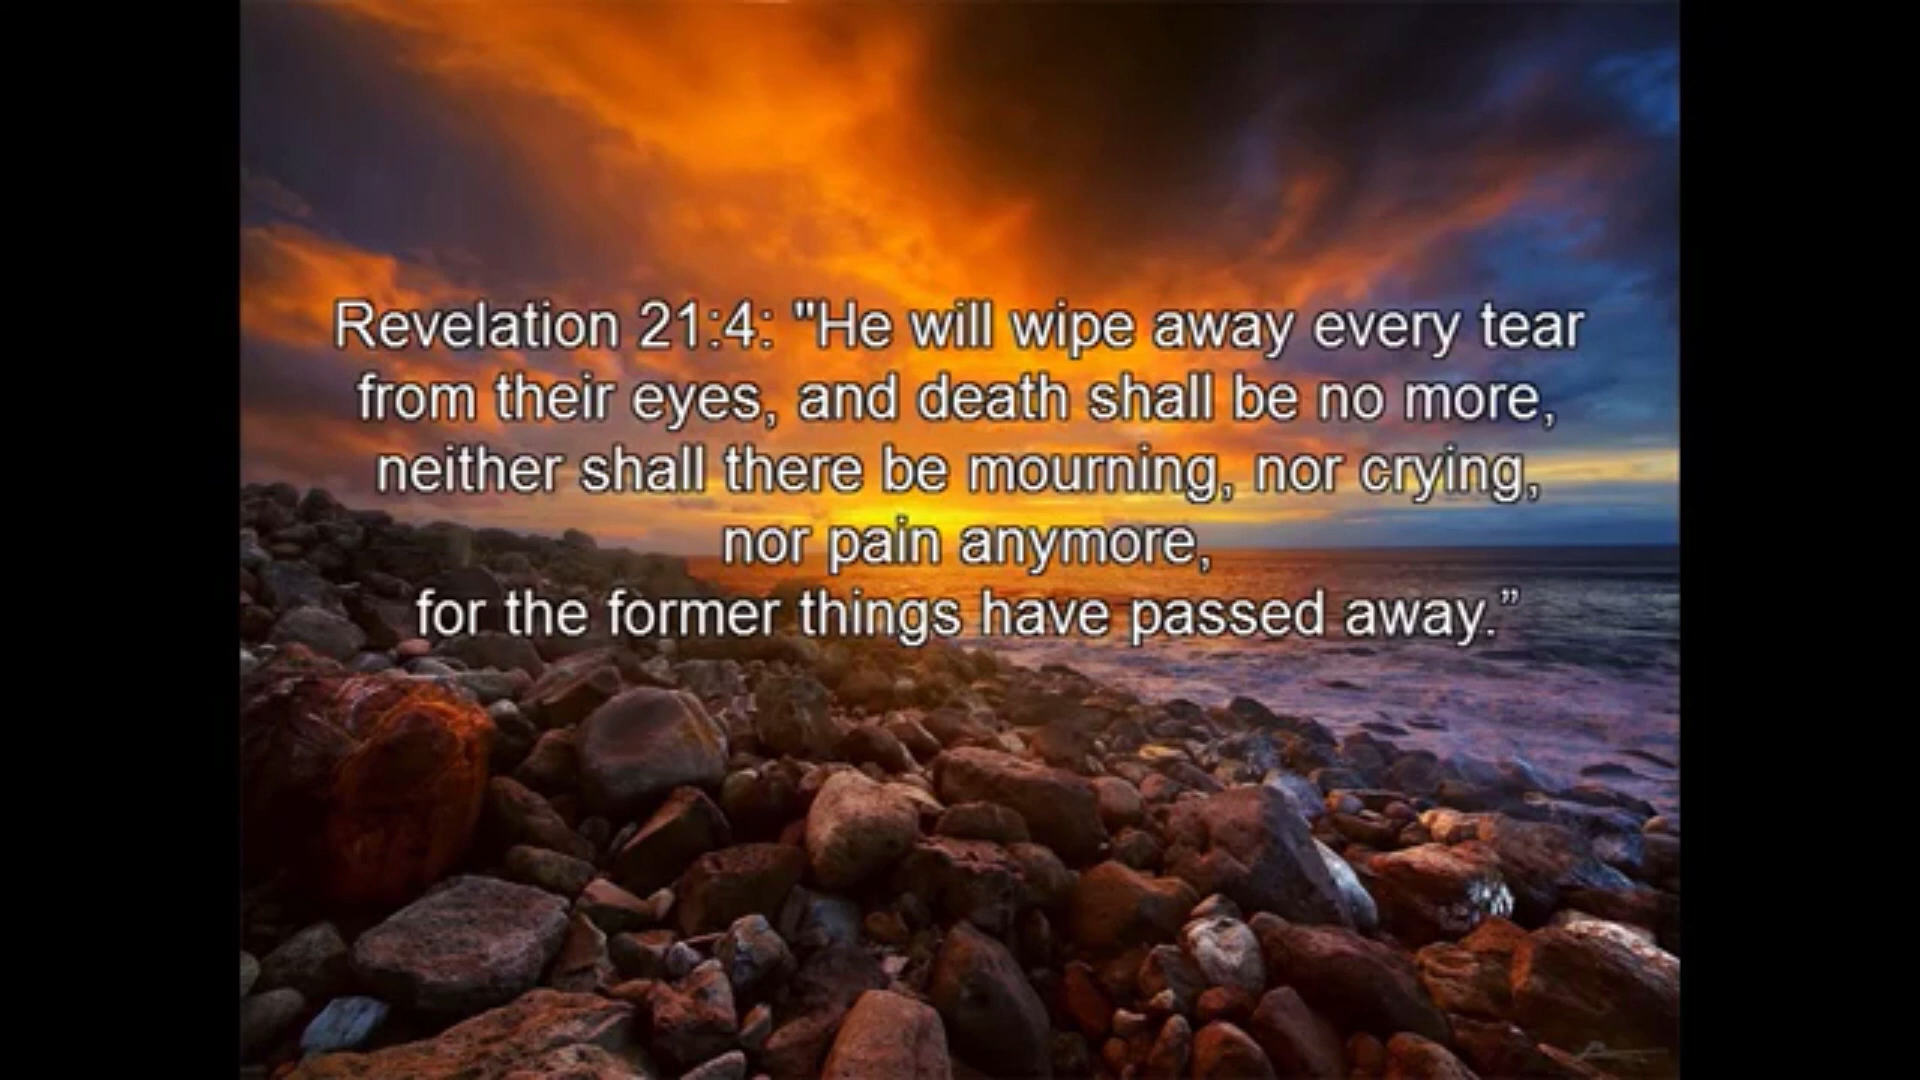 Revelation 21:4: "He will wipe away every tear
from their eyes, and death shall be no more,
neither shall there be mourning, nor crying,
nor pain anymore,
for the former things have passed away.”